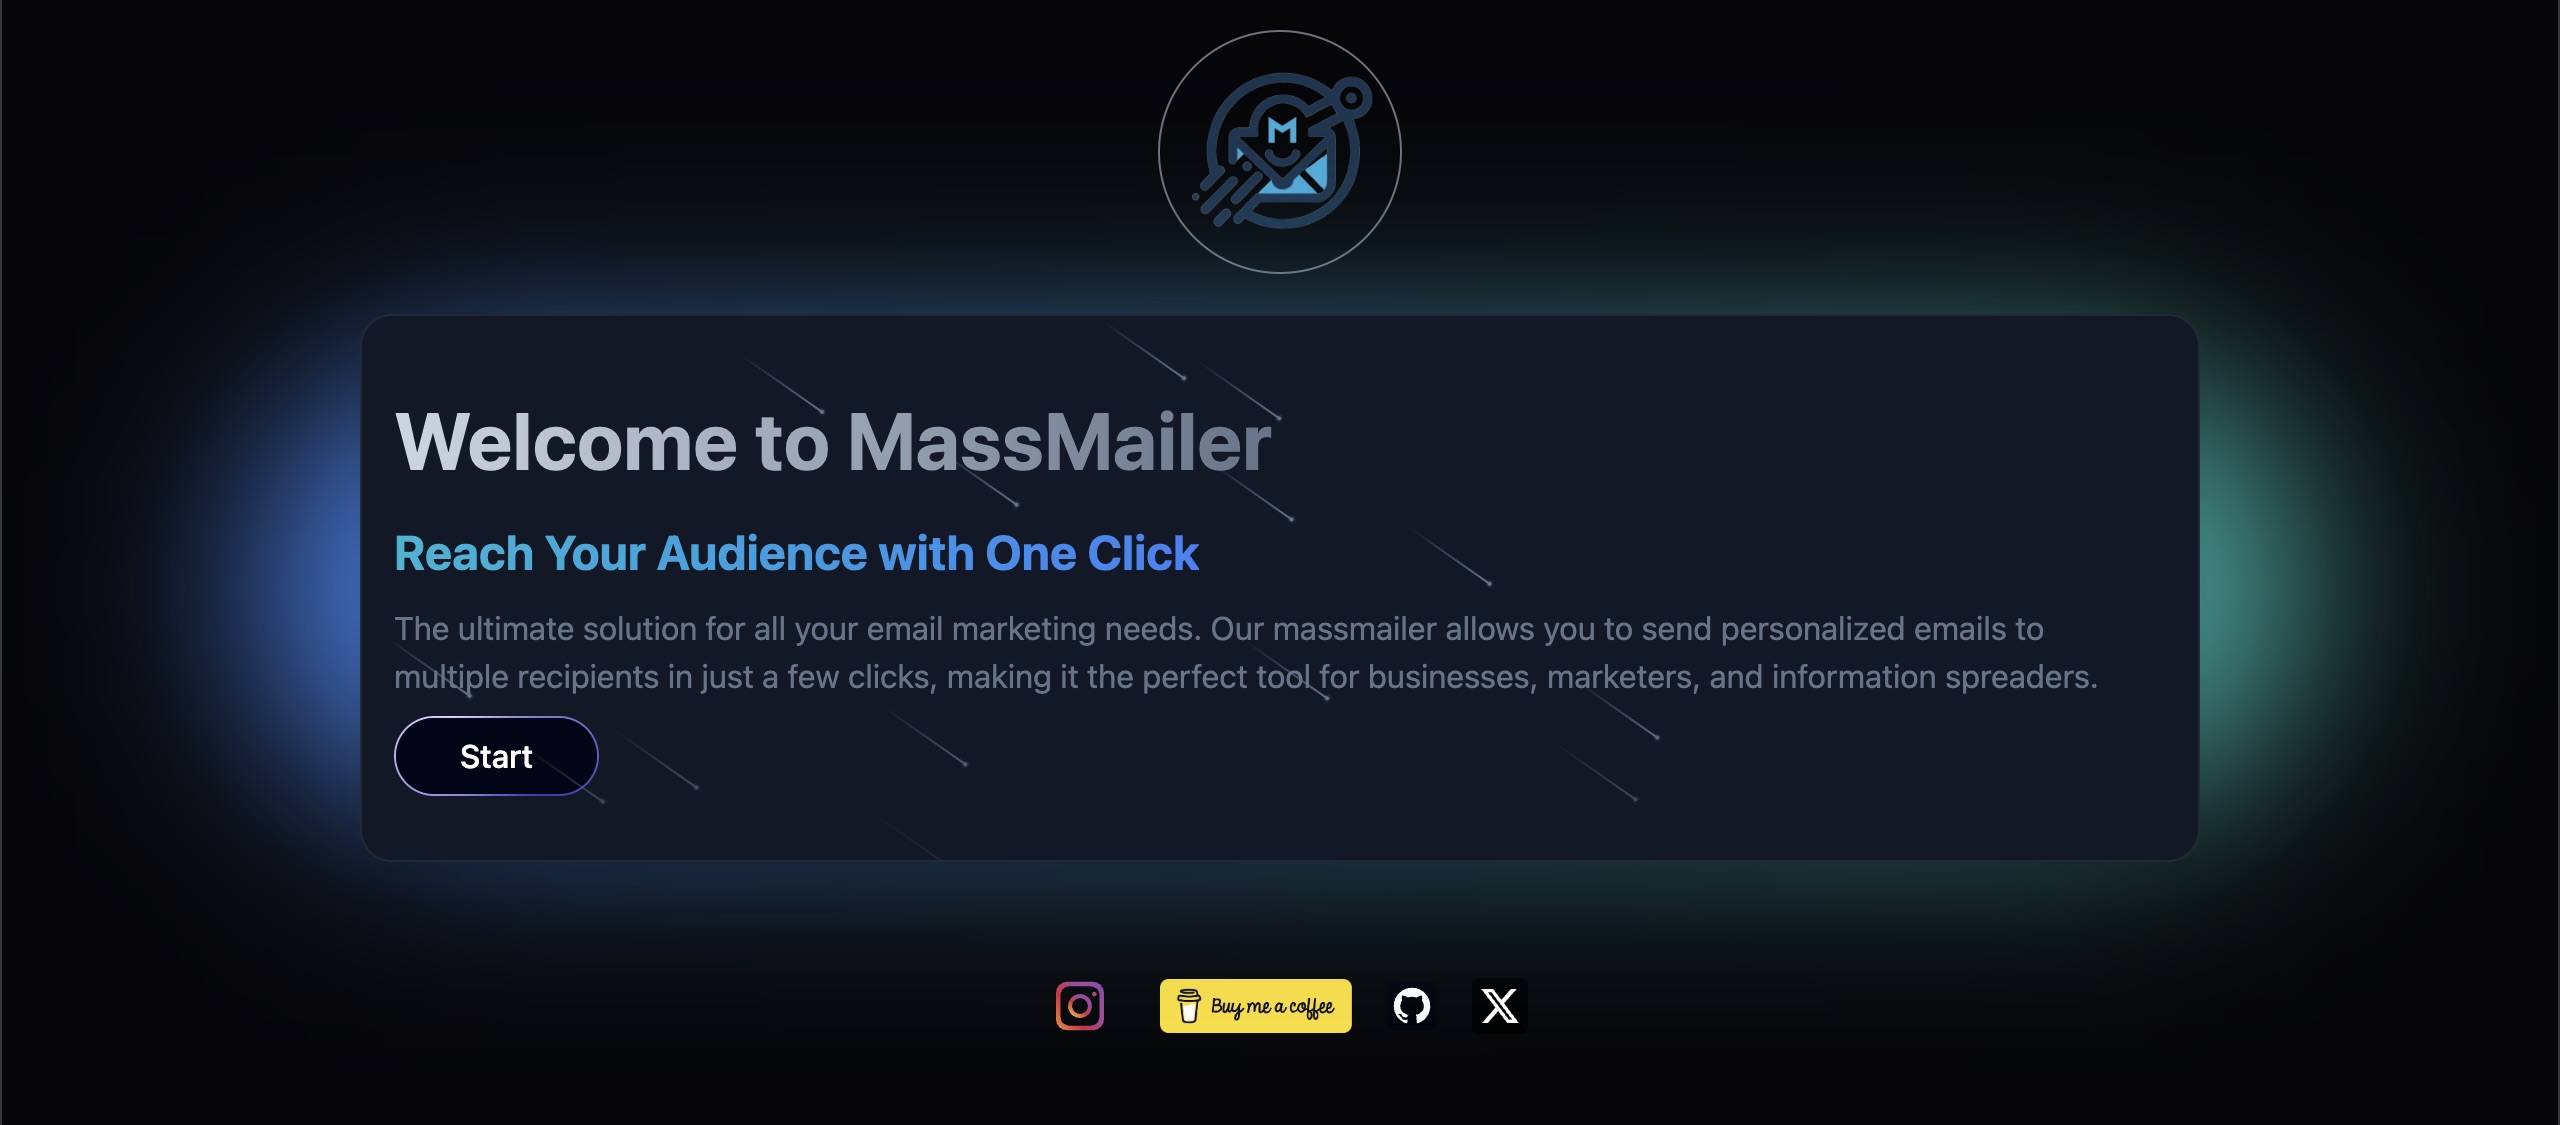 M
Welcome to MassMailer
Reach Your Audience with One Click
The ultimate solution for all your email marketing needs. Our massmailer allows you to send personalized emails to
multiple recipients in just a few clicks, making it the perfect tool for businesses, marketers, and information spreaders.
Start
Buy me a coffee